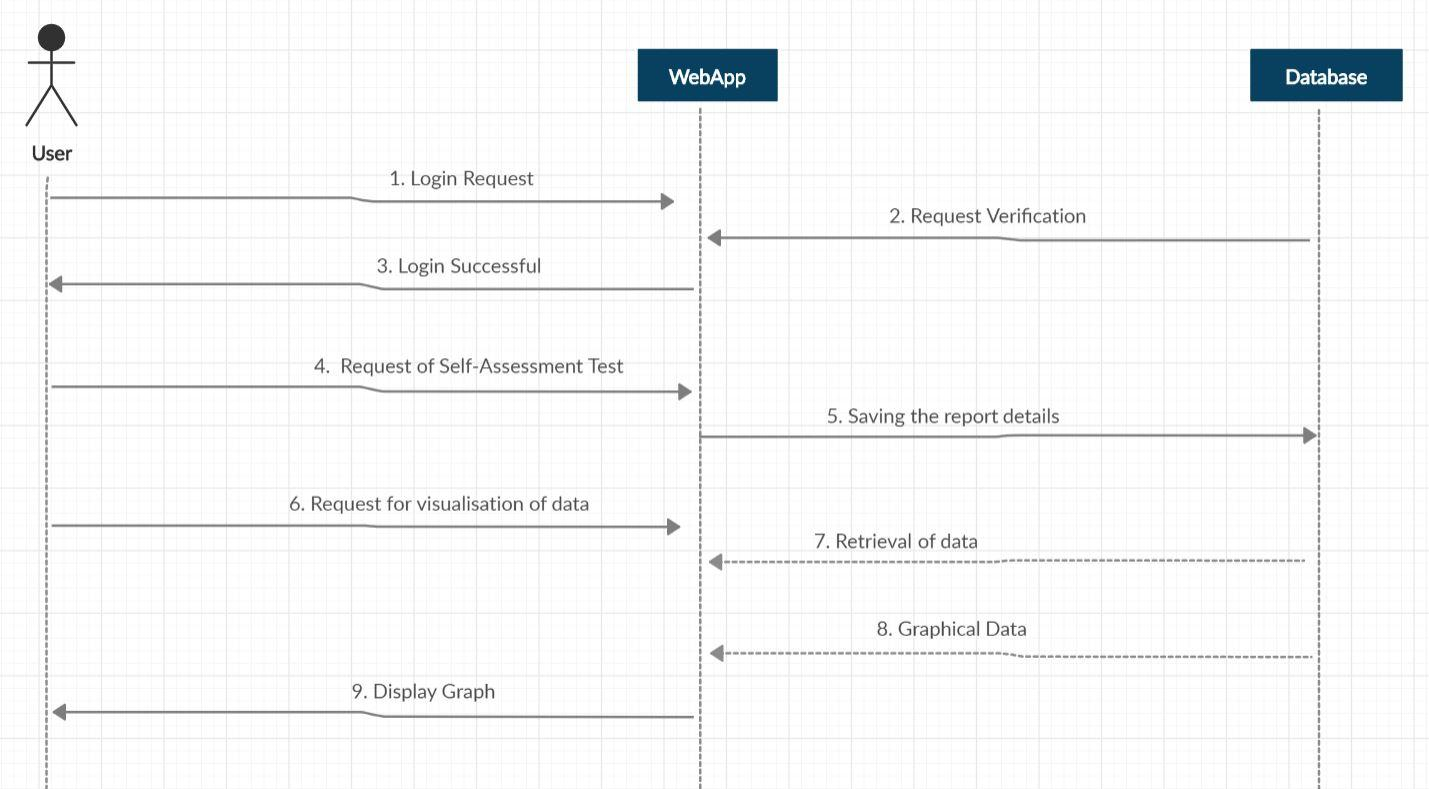 WebApp
Database
User
1. Login Request
2. Request Verification
3. Login Successful
4. Request of Self-Assessment Test
5. Saving the report details
6. Request for visualisation of data
7. Retrieval of data
8. Graphical Data
9. Display Graph